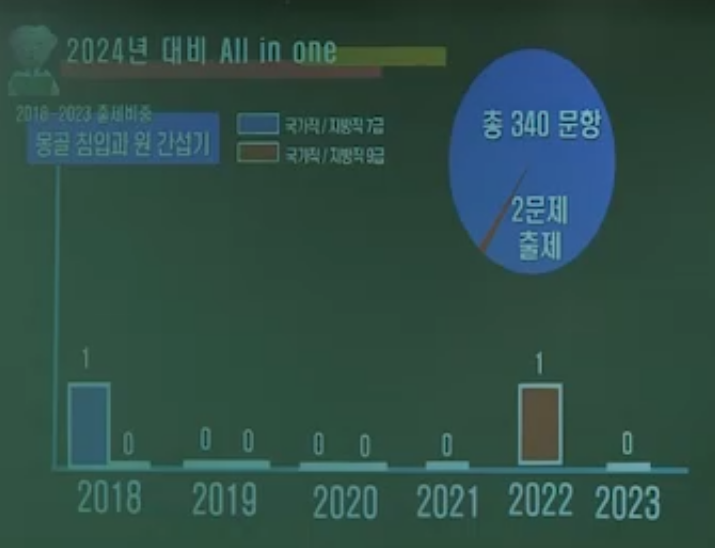 2024년 대비 All in one
2018-2023 출제비중
몽골 침입과 원 간섭기
국가직 / 지방직 7급
국가직 / 지방직 9급
총 340 문항
2문제
출제
1 0 0 0 0 0 0 1 0
2018 2019 2020 2021 2022 2023